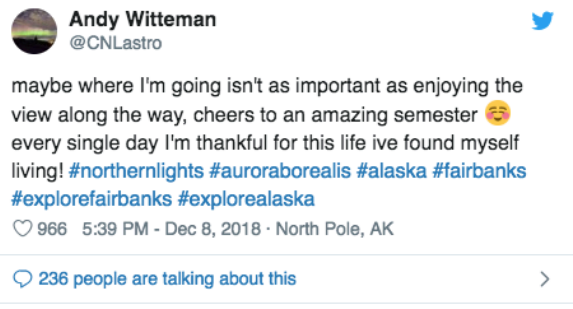 Andy Witteman
@CNLastro
maybe where I'm going isn't as important as enjoying the
view along the way, cheers to an amazing semester ☺️
every single day I'm thankful for this life ive found myself
living! #northernlights #auroraborealis #alaska #fairbanks
#explorefairbanks #explorealaska
966 5:39 PM - Dec 8, 2018 · North Pole, AK
236 people are talking about this